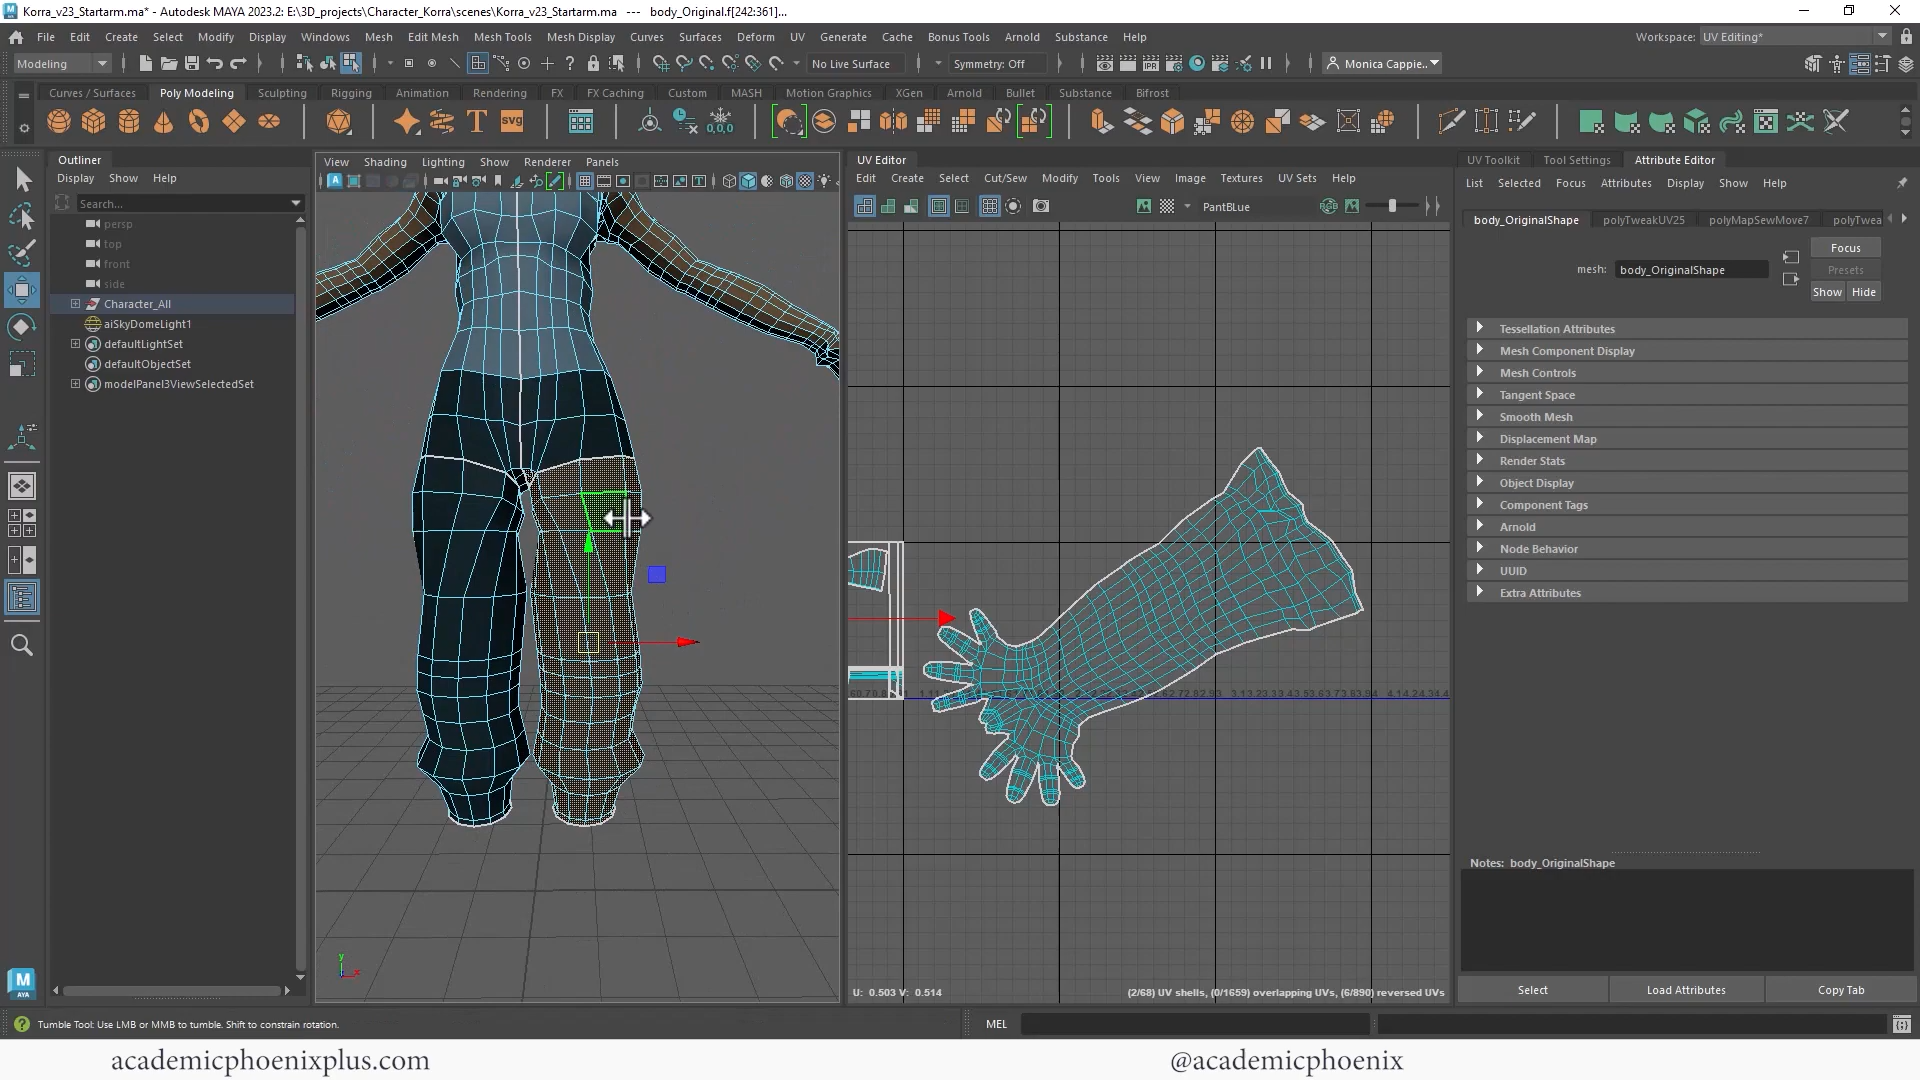 Korra_v23_Startarm.ma* - Autodesk MAYA 2023.2: E:\3D_projects\Character_Korra\scenes\Korra_v23_Startarm.ma --- body_Original.f[242:361]...
File Edit Create Select Modify Display Windows Mesh Edit Mesh Mesh Tools Mesh Display Curves Surfaces Deform UV Generate Cache Bonus Tools Arnold Substance Help
Workspace: UV Editing*
Modeling
No Live Surface
Symmetry: Off
Monica Cappie...
Curves / Surfaces Poly Modeling Sculpting Rigging Animation Rendering FX FX Caching Custom MASH Motion Graphics XGen Arnold Bullet Substance Bifrost
Outliner
Display Show Help
Search...
persp
top
front
side
Character_All
aiSkyDomeLight1
defaultLightSet
defaultObjectSet
modelPanel3ViewSelectedSet
View Shading Lighting Show Renderer Panels
UV Editor
Edit Create Select Cut/Sew Modify Tools View Image Textures UV Sets Help
PantBLue
U: 0.503 V: 0.514
(2/68) UV shells, (0/1659) overlapping UVs, (6/890) reversed UVs
UV Toolkit Tool Settings Attribute Editor
List Selected Focus Attributes Display Show Help
body_OriginalShape polyTweakUV25 polyMapSewMove7 polyTwea
Focus
mesh: body_OriginalShape
Presets
Show Hide
Tessellation Attributes
Mesh Component Display
Mesh Controls
Tangent Space
Smooth Mesh
Displacement Map
Render Stats
Object Display
Component Tags
Arnold
Node Behavior
UUID
Extra Attributes
Notes: body_OriginalShape
Select Load Attributes Copy Tab
Tumble Tool: Use LMB or MMB to tumble. Shift to constrain rotation.
MEL
academicphoenixplus.com
@academicphoenix